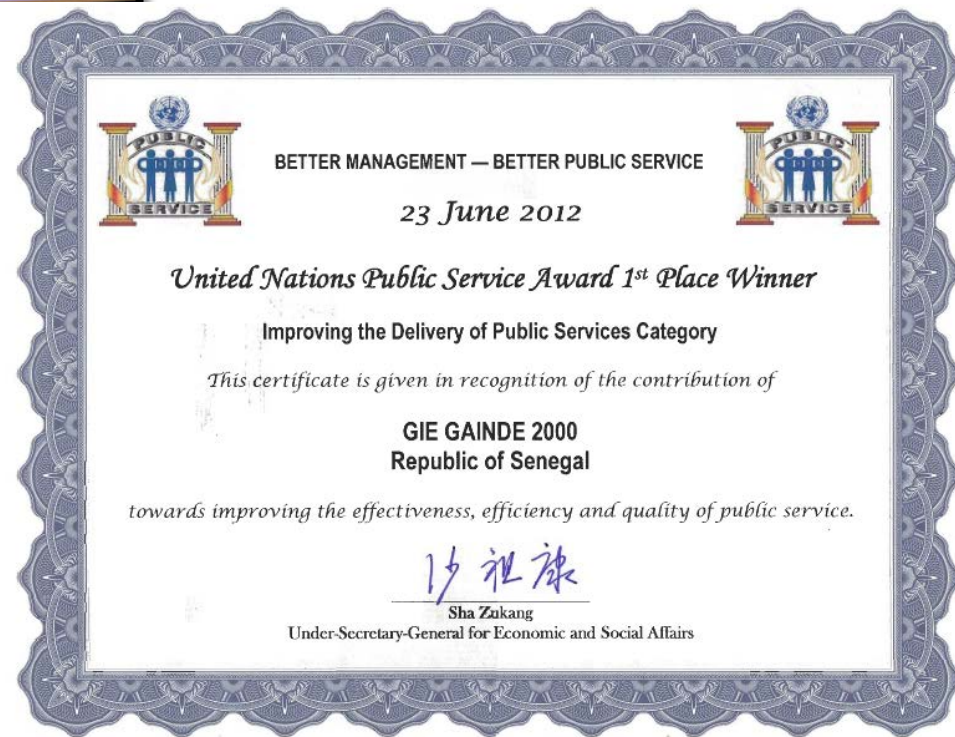 PUBLIC
SERVICE
PUBLIC
SERVICE
BETTER MANAGEMENT — BETTER PUBLIC SERVICE
23 June 2012
United Nations Public Service Award 1st Place Winner
Improving the Delivery of Public Services Category
This certificate is given in recognition of the contribution of
GIE GAINDE 2000
Republic of Senegal
towards improving the effectiveness, efficiency and quality of public service.
沙祖康
Sha Zukang
Under-Secretary-General for Economic and Social Affairs